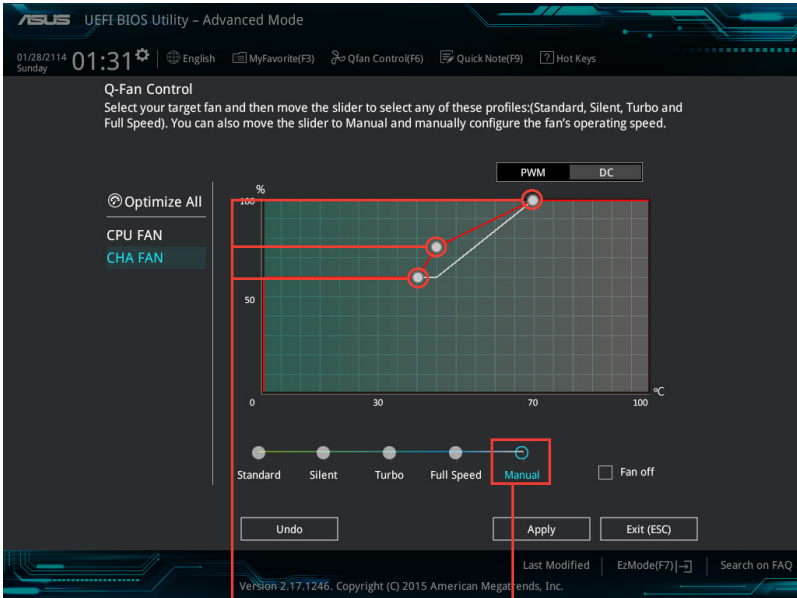 ASUS UEFI BIOS Utility – Advanced Mode
01/28/2114
Sunday
01:31
English
MyFavorite(F3)
Qfan Control(F6)
Quick Note(F9)
? Hot Keys
Q-Fan Control
Select your target fan and then move the slider to select any of these profiles:(Standard, Silent, Turbo and
Full Speed). You can also move the slider to Manual and manually configure the fan's operating speed.
PWM
DC
Optimize All
CPU FAN
CHA FAN
%
100
50
0
30
70
100
°C
Standard
Silent
Turbo
Full Speed
Manual
Fan off
Undo
Apply
Exit (ESC)
Last Modified
EzMode(F7)
Search on FAQ
Version 2.17.1246. Copyright (C) 2015 American Megatrends, Inc.